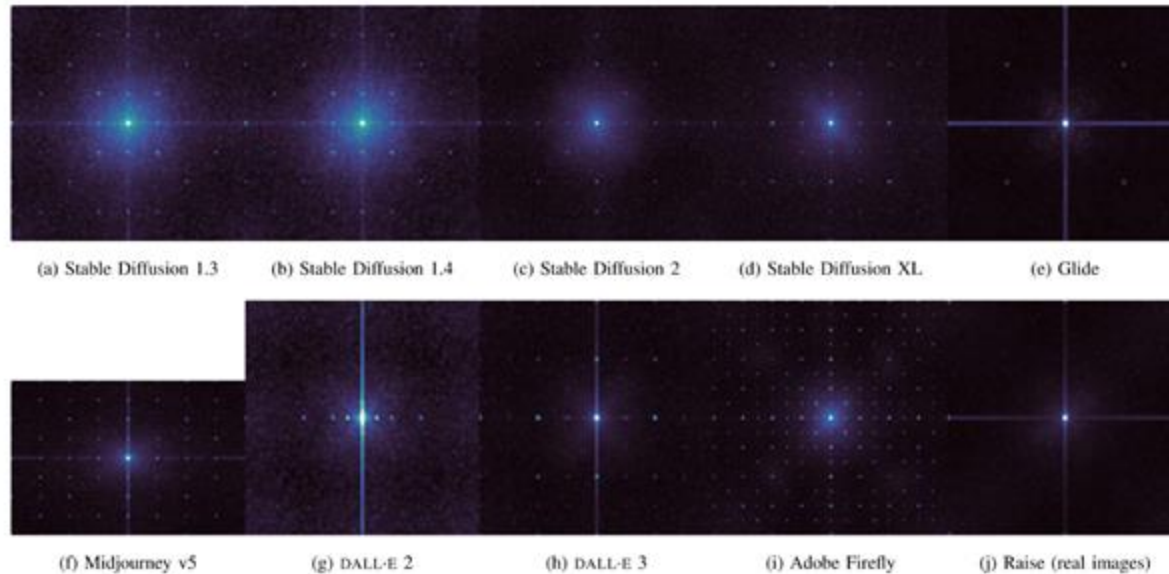 (a) Stable Diffusion 1.3 (b) Stable Diffusion 1.4 (c) Stable Diffusion 2 (d) Stable Diffusion XL (e) Glide
(f) Midjourney v5 (g) DALL·E 2 (h) DALL·E 3 (i) Adobe Firefly (j) Raise (real images)